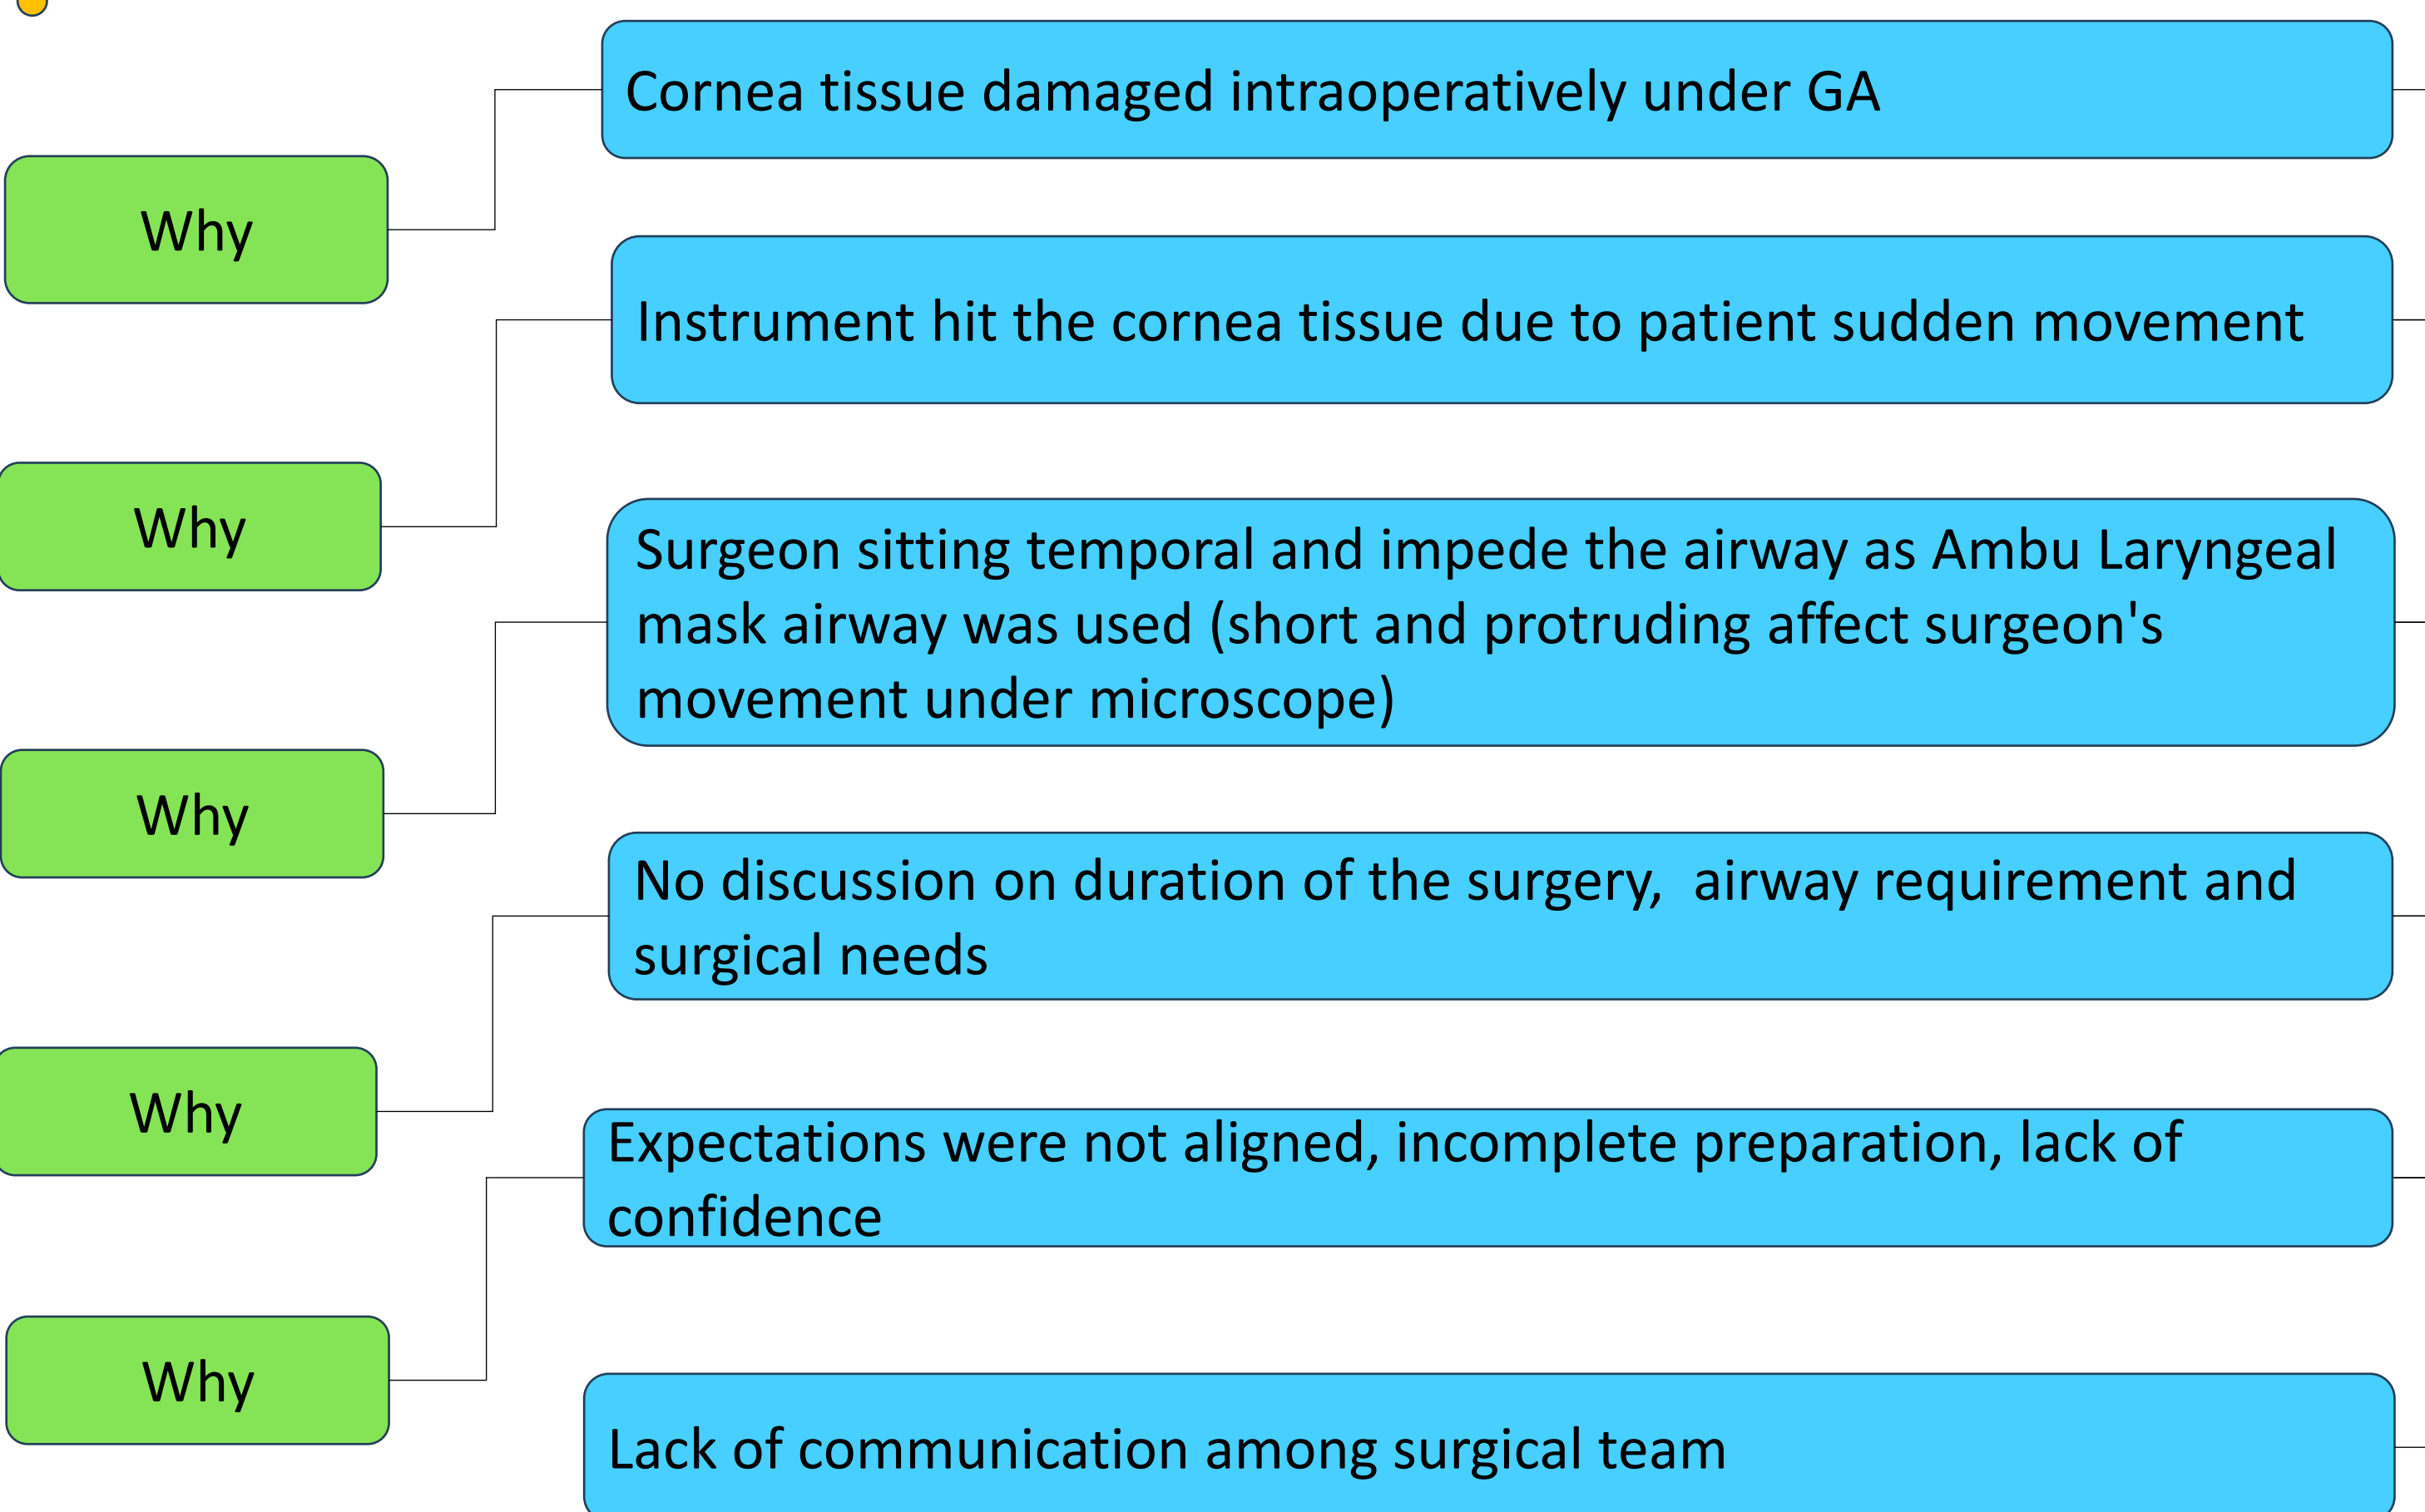 Cornea tissue damaged intraoperatively under GA
Why
Instrument hit the cornea tissue due to patient sudden movement
Why
Surgeon sitting temporal and impede the airway as Ambu Laryngeal
mask airway was used (short and protruding affect surgeon's
movement under microscope)
Why
No discussion on duration of the surgery,  airway requirement and
surgical needs
Why
Expectations were not aligned, incomplete preparation, lack of
confidence
Why
Lack of communication among surgical team